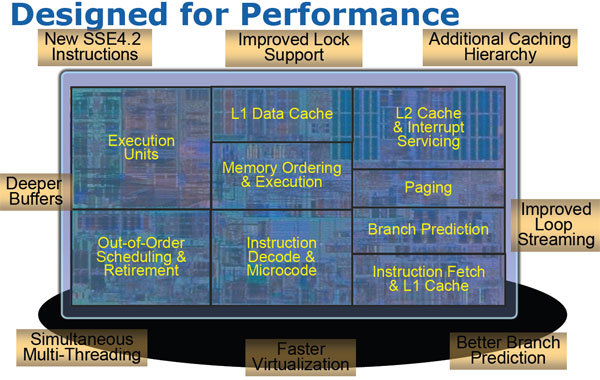 Designed for Performance
New SSE4.2
Instructions
Improved Lock
Support
Additional Caching
Hierarchy
Execution
Units
L1 Data Cache
L2 Cache
& Interrupt
Servicing
Memory Ordering
& Execution
Paging
Deeper
Buffers
Branch Prediction
Improved
Loop
Streaming
Out-of-Order
Scheduling &
Retirement
Instruction
Decode &
Microcode
Instruction Fetch
& L1 Cache
Simultaneous
Multi-Threading
Faster
Virtualization
Better Branch
Prediction